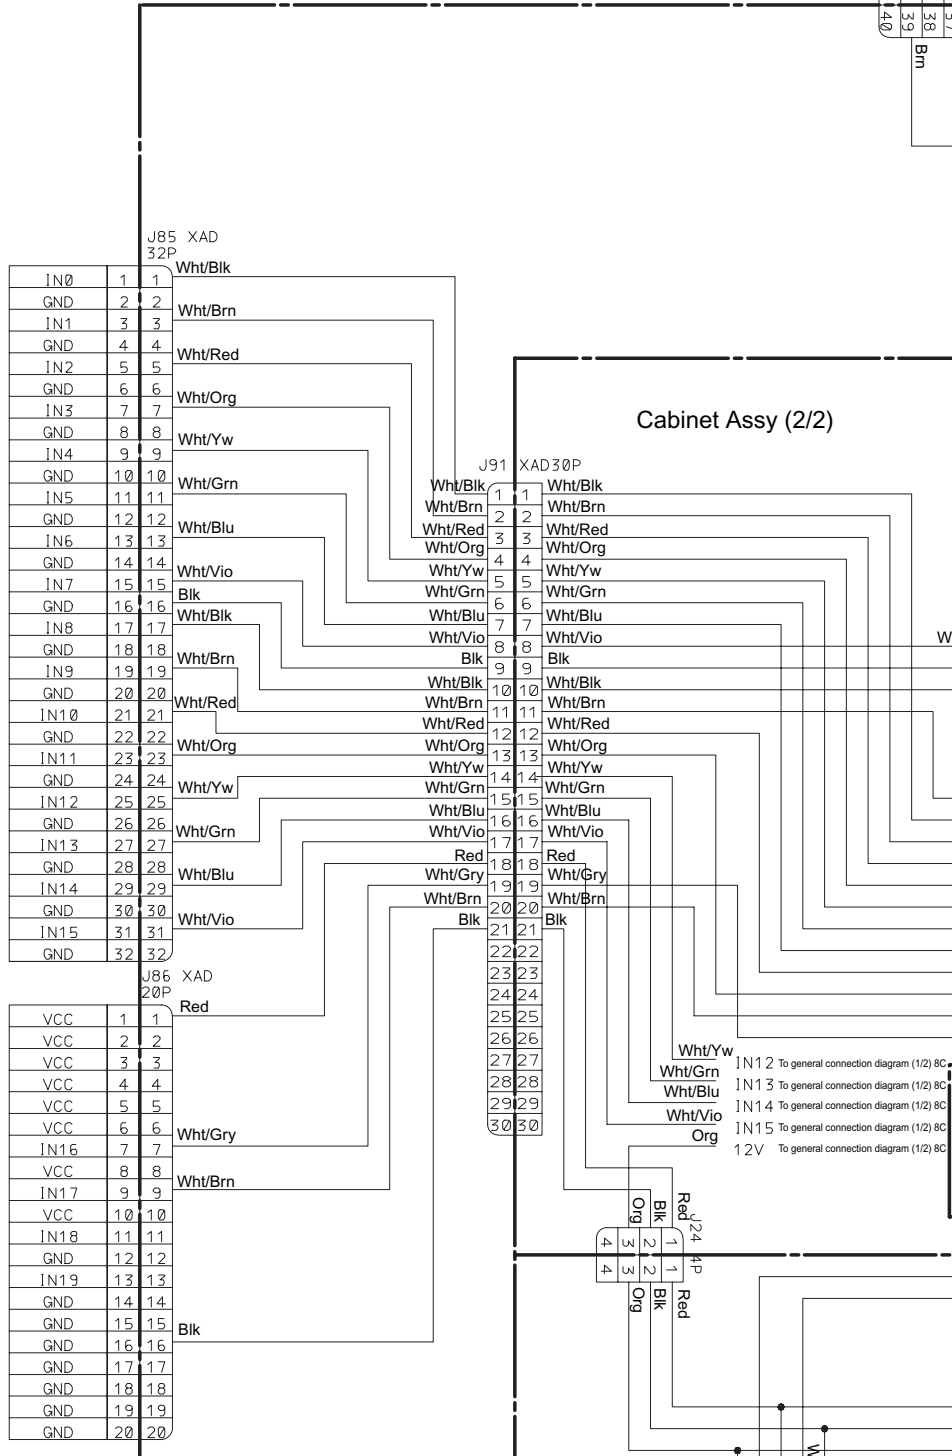 40 39 38 37
Brn
J85 XAD
32P
IN0 1 1 Wht/Blk
GND 2 2
IN1 3 3 Wht/Brn
GND 4 4
IN2 5 5 Wht/Red
GND 6 6
IN3 7 7 Wht/Org
GND 8 8
IN4 9 9 Wht/Yw
GND 10 10
IN5 11 11 Wht/Grn
GND 12 12
IN6 13 13 Wht/Blu
GND 14 14
IN7 15 15 Wht/Vio
GND 16 16 Blk
IN8 17 17 Wht/Blk
GND 18 18
IN9 19 19 Wht/Brn
GND 20 20
IN10 21 21 Wht/Red
GND 22 22
IN11 23 23 Wht/Org
GND 24 24
IN12 25 25 Wht/Yw
GND 26 26
IN13 27 27 Wht/Grn
GND 28 28
IN14 29 29 Wht/Blu
GND 30 30
IN15 31 31 Wht/Vio
GND 32 32
J86 XAD
20P
VCC 1 1 Red
VCC 2 2
VCC 3 3
VCC 4 4
VCC 5 5
VCC 6 6
IN16 7 7 Wht/Gry
VCC 8 8
IN17 9 9 Wht/Brn
VCC 10 10
IN18 11 11
GND 12 12
IN19 13 13
GND 14 14
GND 15 15
GND 16 16 Blk
GND 17 17
GND 18 18
GND 19 19
GND 20 20
Cabinet Assy (2/2)
J91 XAD30P
Wht/Blk 1 1 Wht/Blk
Wht/Brn 2 2 Wht/Brn
Wht/Red 3 3 Wht/Red
Wht/Org 4 4 Wht/Org
Wht/Yw 5 5 Wht/Yw
Wht/Grn 6 6 Wht/Grn
Wht/Blu 7 7 Wht/Blu
Wht/Vio 8 8 Wht/Vio
W
Blk 9 9 Blk
Wht/Blk 10 10 Wht/Blk
Wht/Brn 11 11 Wht/Brn
Wht/Red 12 12 Wht/Red
Wht/Org 13 13 Wht/Org
Wht/Yw 14 14 Wht/Yw
Wht/Grn 15 15 Wht/Grn
Wht/Blu 16 16 Wht/Blu
Wht/Vio 17 17 Wht/Vio
Red 18 18 Red
Wht/Gry 19 19 Wht/Gry
Wht/Brn 20 20 Wht/Brn
Blk 21 21 Blk
22 22
23 23
24 24
25 25
26 26
27 27
28 28
29 29
30 30
Wht/Yw IN12 To general connection diagram (1/2) 8C
Wht/Grn IN13 To general connection diagram (1/2) 8C
Wht/Blu IN14 To general connection diagram (1/2) 8C
Wht/Vio IN15 To general connection diagram (1/2) 8C
Org 12V To general connection diagram (1/2) 8C
Org Blk Red
J24 4P
4 3 2 1
4 3 2 1
Org Blk Red
W